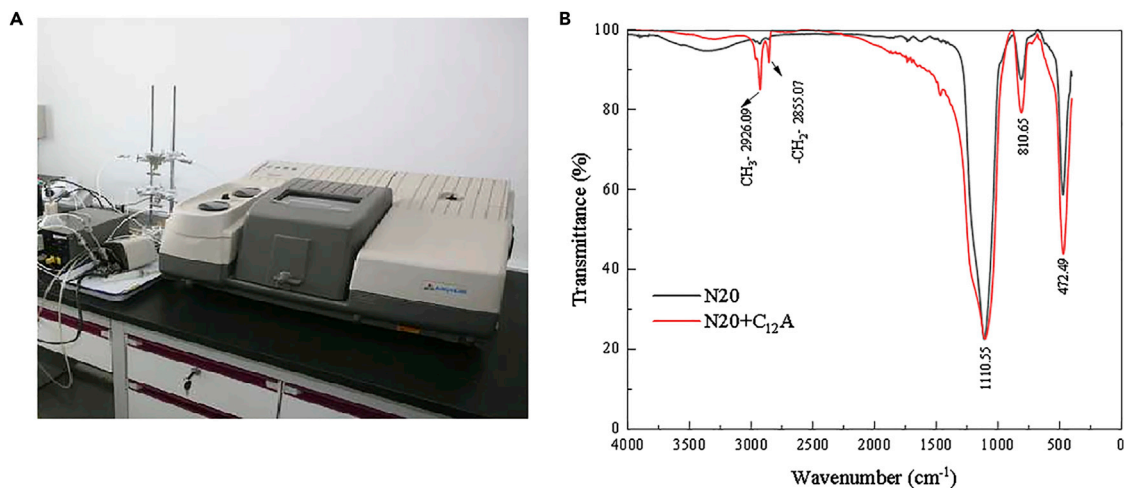 A
B
100
80
60
40
20
0
Transmittance (%)
CH₃- 2926.09
-CH₂- 2855.07
810.65
472.49
1110.55
N20
N20+C₁₂A
4000 3500 3000 2500 2000 1500 1000 500 0
Wavenumber (cm⁻¹)